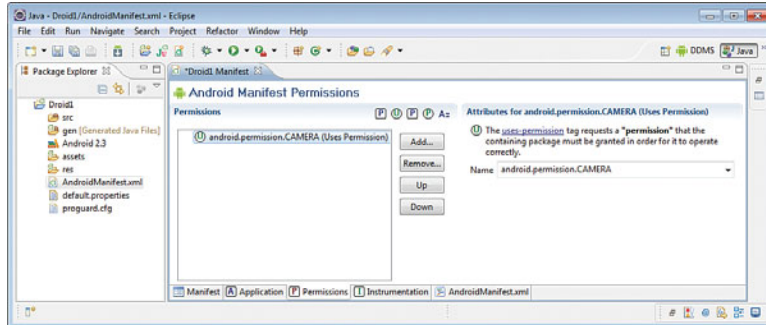 Java - Droid1/AndroidManifest.xml - Eclipse
File Edit Run Navigate Search Project Refactor Window Help
DDMS Java
Package Explorer
*Droid1 Manifest
Android Manifest Permissions
Droid1
src
gen [Generated Java Files]
Android 2.3
assets
res
AndroidManifest.xml
default.properties
proguard.cfg
Permissions
P U P P Az
U android.permission.CAMERA (Uses Permission)
Add...
Remove...
Up
Down
Attributes for android.permission.CAMERA (Uses Permission)
U The uses-permission tag requests a "permission" that the
containing package must be granted in order for it to operate
correctly.
Name android.permission.CAMERA
Manifest A Application P Permissions I Instrumentation AndroidManifest.xml